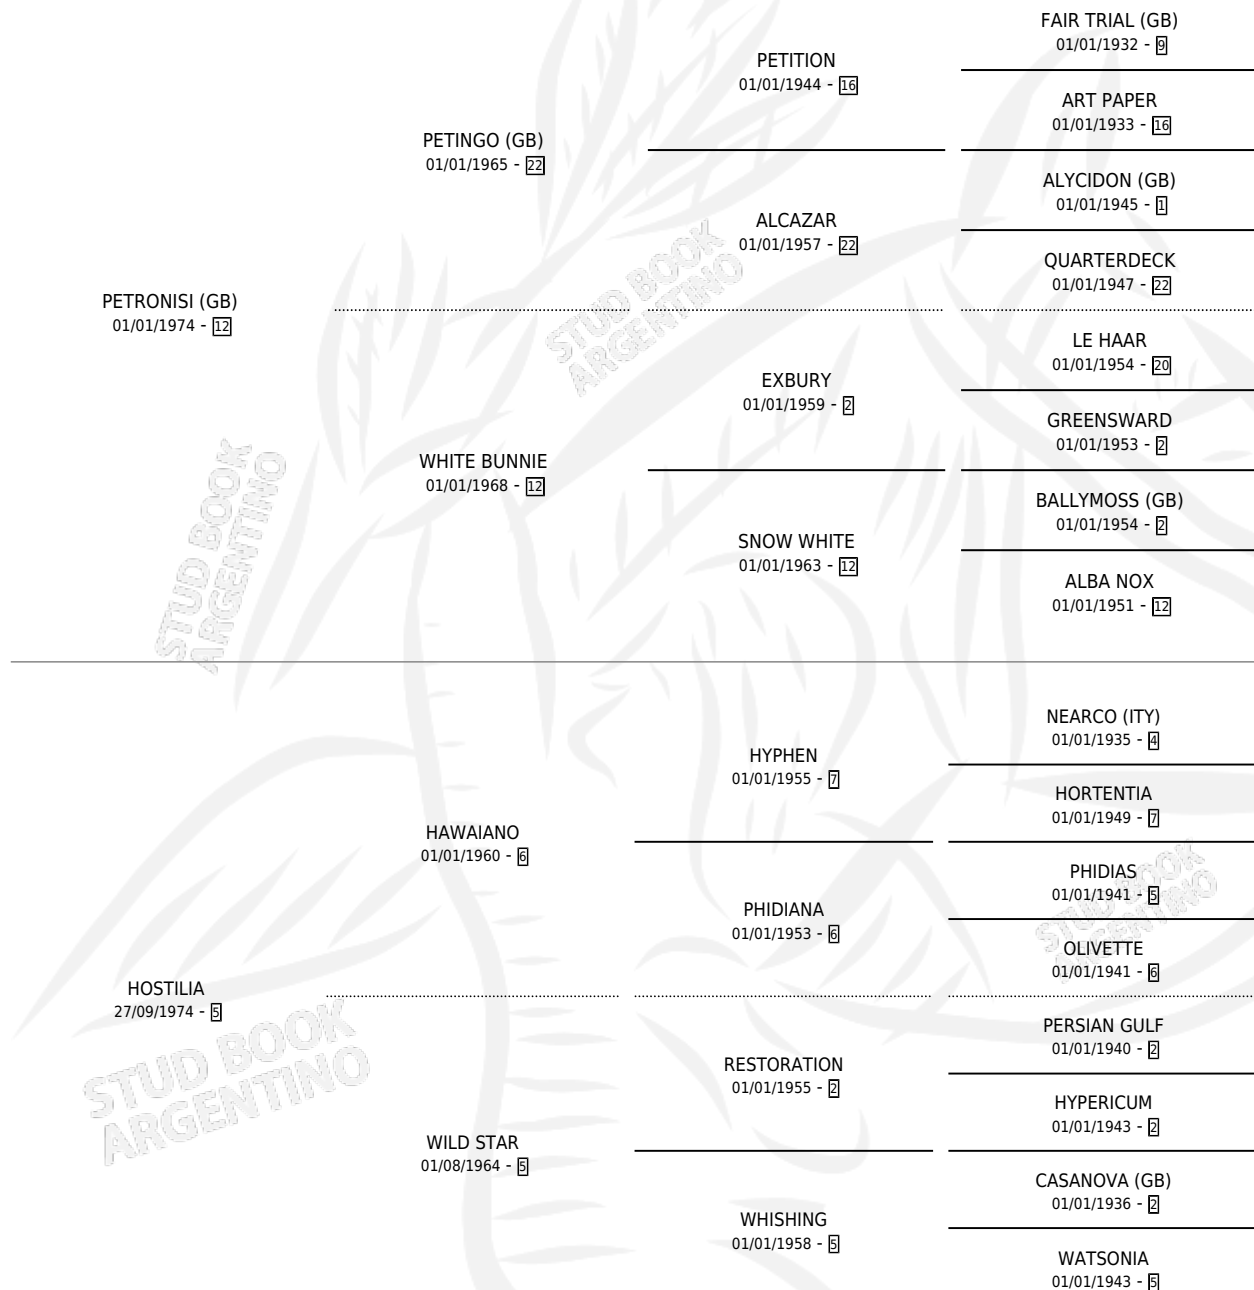 FAIR TRIAL (GB)
01/01/1932 - 9
PETITION
01/01/1944 - 16
ART PAPER
01/01/1933 - 16
PETINGO (GB)
01/01/1965 - 22
ALYCIDON (GB)
01/01/1945 - 1
ALCAZAR
01/01/1957 - 22
QUARTERDECK
01/01/1947 - 22
PETRONISI (GB)
01/01/1974 - 12
LE HAAR
01/01/1954 - 20
EXBURY
01/01/1959 - 2
GREENSWARD
01/01/1953 - 2
WHITE BUNNIE
01/01/1968 - 12
BALLYMOSS (GB)
01/01/1954 - 2
SNOW WHITE
01/01/1963 - 12
ALBA NOX
01/01/1951 - 12
NEARCO (ITY)
01/01/1935 - 4
HYPHEN
01/01/1955 - 7
HORTENTIA
01/01/1949 - 7
HAWAIANO
01/01/1960 - 6
PHIDIAS
01/01/1941 - 5
PHIDIANA
01/01/1953 - 6
OLIVETTE
01/01/1941 - 6
HOSTILIA
27/09/1974 - 5
PERSIAN GULF
01/01/1940 - 2
RESTORATION
01/01/1955 - 2
HYPERICUM
01/01/1943 - 2
WILD STAR
01/08/1964 - 5
CASANOVA (GB)
01/01/1936 - 2
WHISHING
01/01/1958 - 5
WATSONIA
01/01/1943 - 5
STUD BOOK
ARGENTINO
STUD BOOK
ARGENTINO
STUD BOOK
ARGENTINO
STUD BOOK
ARGENTINO